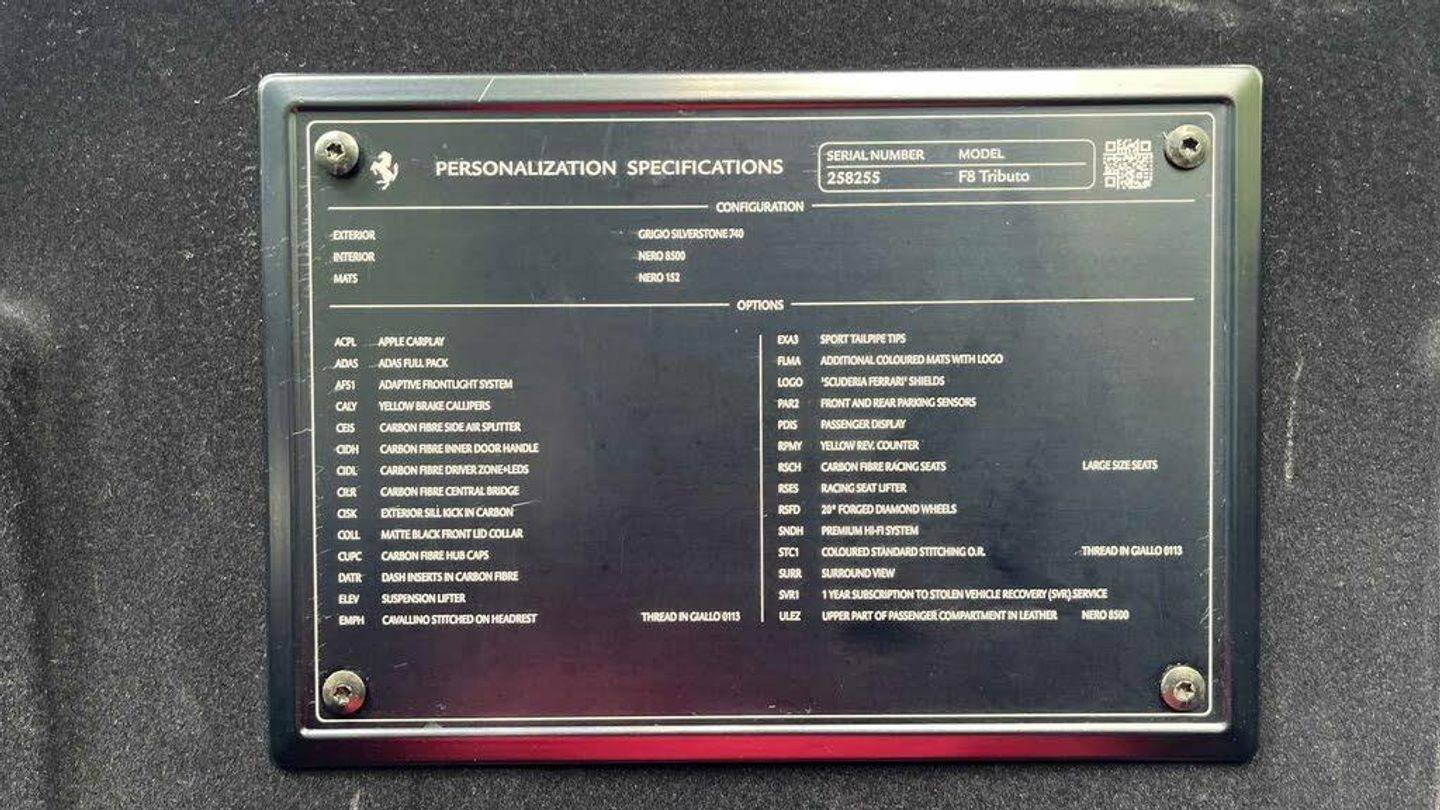 PERSONALIZATION SPECIFICATIONS
SERIAL NUMBER MODEL
258255 F8 Tributo
CONFIGURATION
EXTERIOR GRIGIO SILVERSTONE 740
INTERIOR NERO 8500
MATS NERO 152
OPTIONS
ACPL APPLE CARPLAY
ADAS ADAS FULL PACK
AFS1 ADAPTIVE FRONTLIGHT SYSTEM
CALY YELLOW BRAKE CALLIPERS
CEIS CARBON FIBRE SIDE AIR SPLITTER
CIDH CARBON FIBRE INNER DOOR HANDLE
CIDL CARBON FIBRE DRIVER ZONE+LEDS
CILR CARBON FIBRE CENTRAL BRIDGE
CISK EXTERIOR SILL KICK IN CARBON
COLL MATTE BLACK FRONT LID COLLAR
CUPC CARBON FIBRE HUB CAPS
DATR DASH INSERTS IN CARBON FIBRE
ELEV SUSPENSION LIFTER
EMPH CAVALLINO STITCHED ON HEADREST THREAD IN GIALLO 0113
EXA3 SPORT TAILPIPE TIPS
FLMA ADDITIONAL COLOURED MATS WITH LOGO
LOGO 'SCUDERIA FERRARI' SHIELDS
PAR2 FRONT AND REAR PARKING SENSORS
PDIS PASSENGER DISPLAY
RPMY YELLOW REV. COUNTER
RSCH CARBON FIBRE RACING SEATS LARGE SIZE SEATS
RSES RACING SEAT LIFTER
RSFD 20" FORGED DIAMOND WHEELS
SNDH PREMIUM HI-FI SYSTEM
STC1 COLOURED STANDARD STITCHING O.R. THREAD IN GIALLO 0113
SURR SURROUND VIEW
SVR1 1 YEAR SUBSCRIPTION TO STOLEN VEHICLE RECOVERY (SVR) SERVICE
ULEZ UPPER PART OF PASSENGER COMPARTMENT IN LEATHER NERO 8500